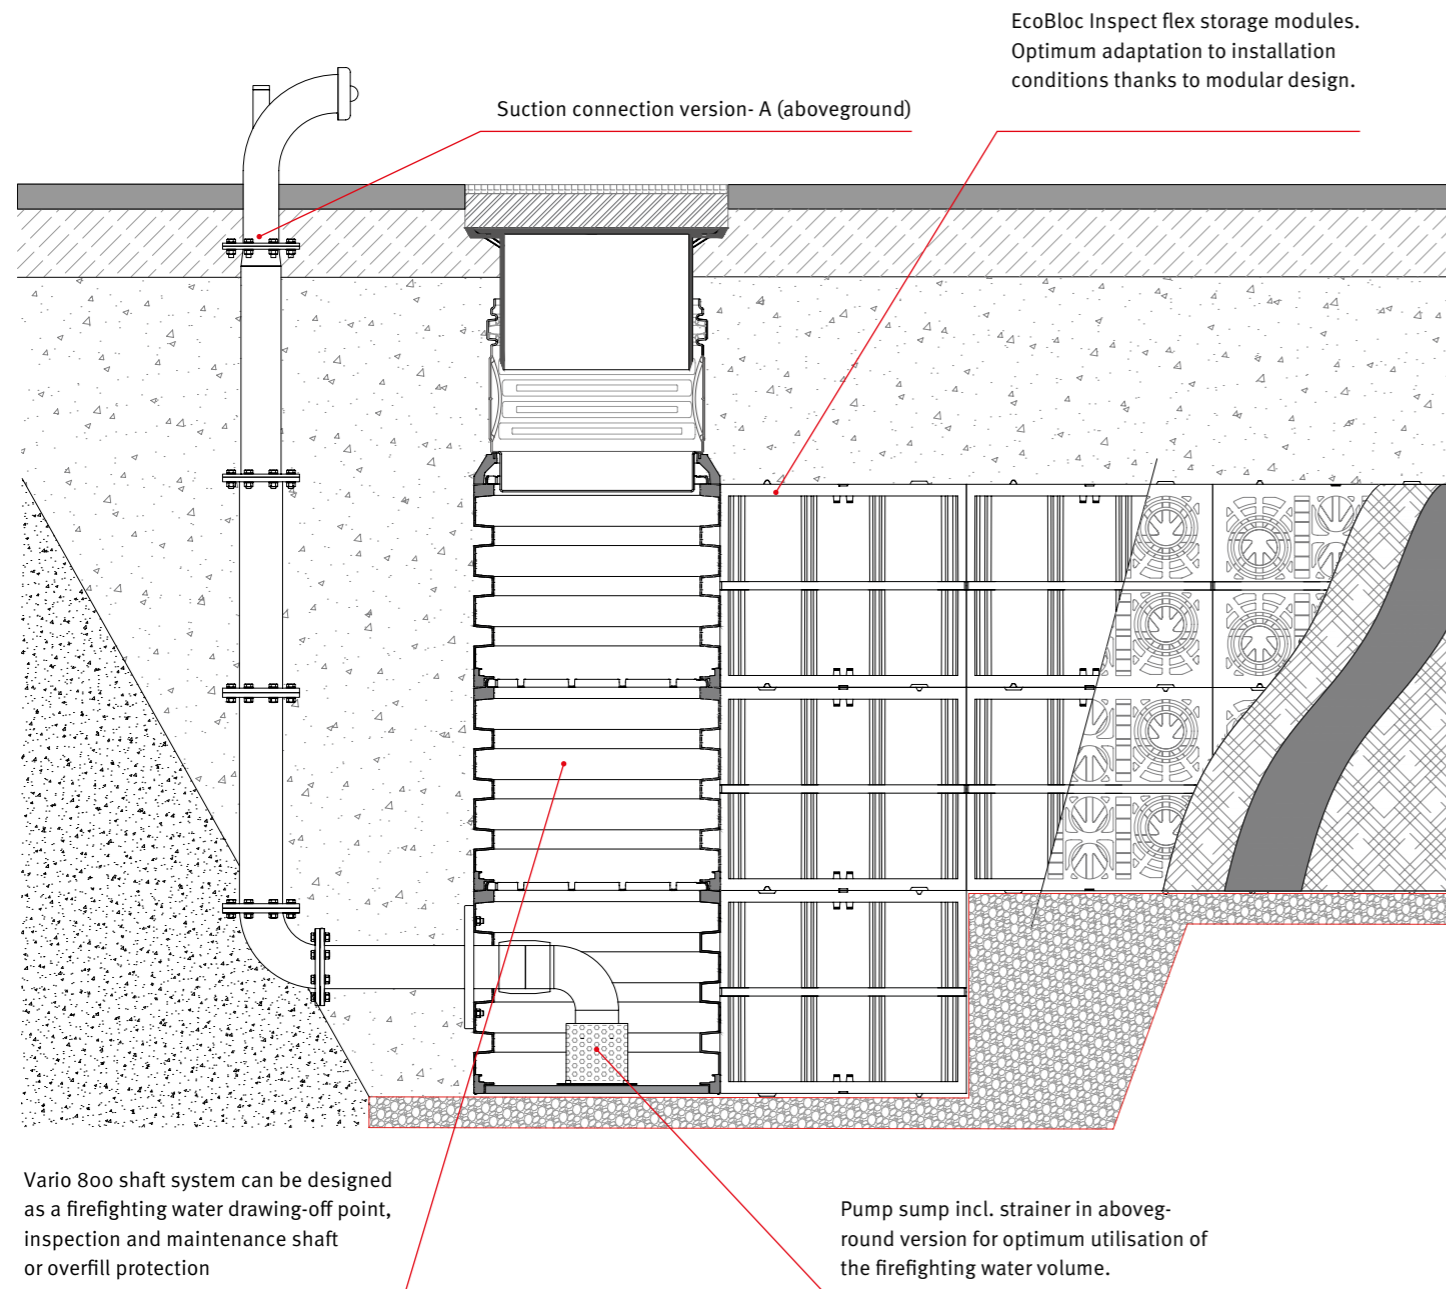 EcoBloc Inspect flex storage modules.
Optimum adaptation to installation
conditions thanks to modular design.
Suction connection version- A (aboveground)
Vario 800 shaft system can be designed
as a firefighting water drawing-off point,
inspection and maintenance shaft
or overfill protection
Pump sump incl. strainer in aboveg-
round version for optimum utilisation of
the firefighting water volume.